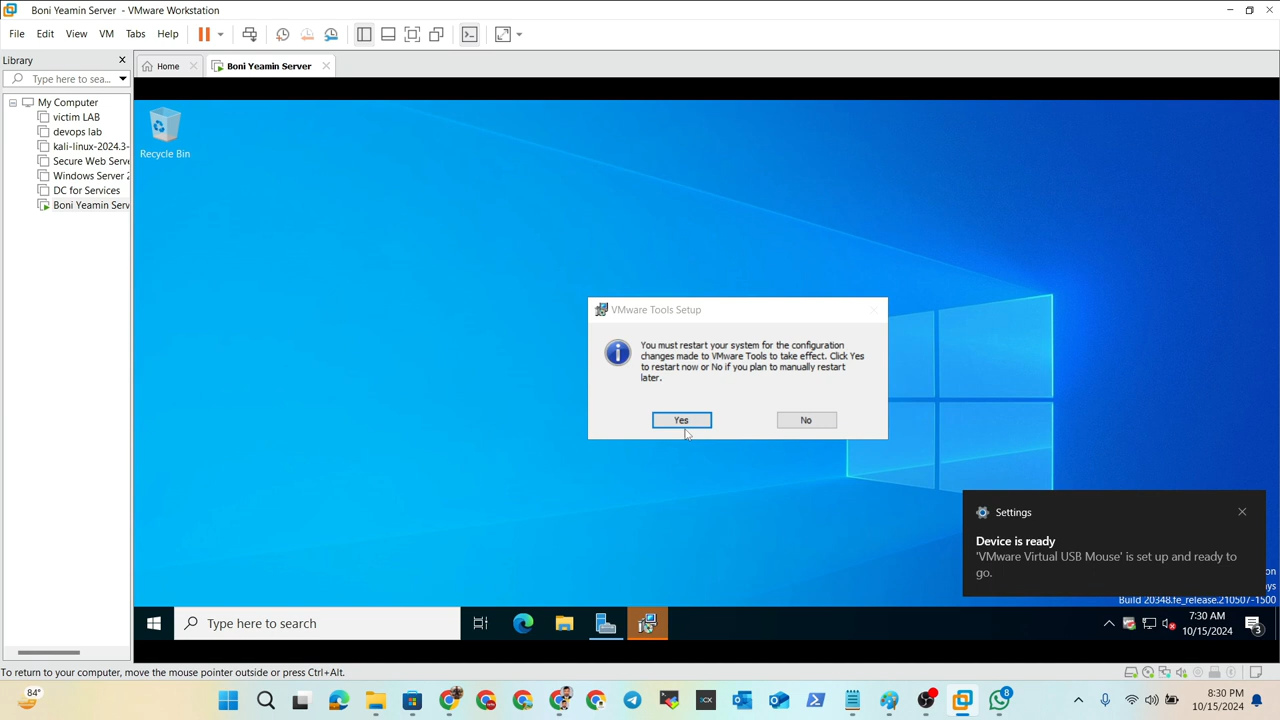 Boni Yeamin Server - VMware Workstation
File Edit View VM Tabs Help
Library
Type here to sea...
Home
Boni Yeamin Server
My Computer
victim LAB
devops lab
kali-linux-2024.3-
Secure Web Serve
Windows Server 2
DC for Services
Boni Yeamin Serv
Recycle Bin
VMware Tools Setup
You must restart your system for the configuration
changes made to VMware Tools to take effect. Click Yes
to restart now or No if you plan to manually restart
later.
Yes
No
Settings
Device is ready
'VMware Virtual USB Mouse' is set up and ready to
go.
on
ays
Build 20348.fe_release.210507-1500
Type here to search
7:30 AM
10/15/2024
3
To return to your computer, move the mouse pointer outside or press Ctrl+Alt.
84°
8
8:30 PM
10/15/2024